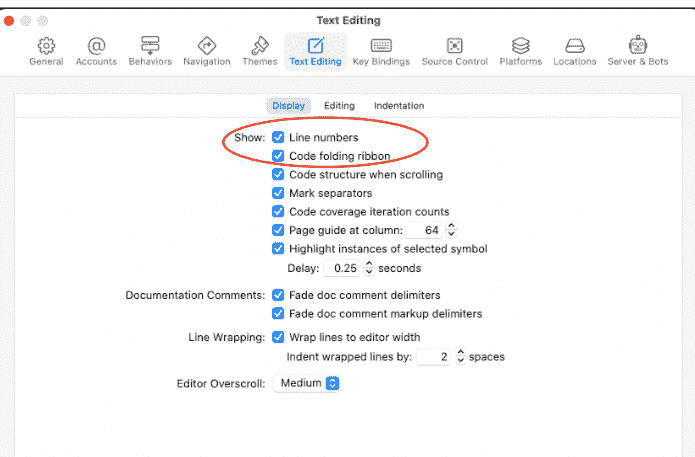 Text Editing
General Accounts Behaviors Navigation Themes Text Editing Key Bindings Source Control Platforms Locations Server & Bots
Display Editing Indentation
Show: Line numbers
Code folding ribbon
Code structure when scrolling
Mark separators
Code coverage iteration counts
Page guide at column: 64
Highlight instances of selected symbol
Delay: 0.25 seconds
Documentation Comments: Fade doc comment delimiters
Fade doc comment markup delimiters
Line Wrapping: Wrap lines to editor width
Indent wrapped lines by: 2 spaces
Editor Overscroll: Medium